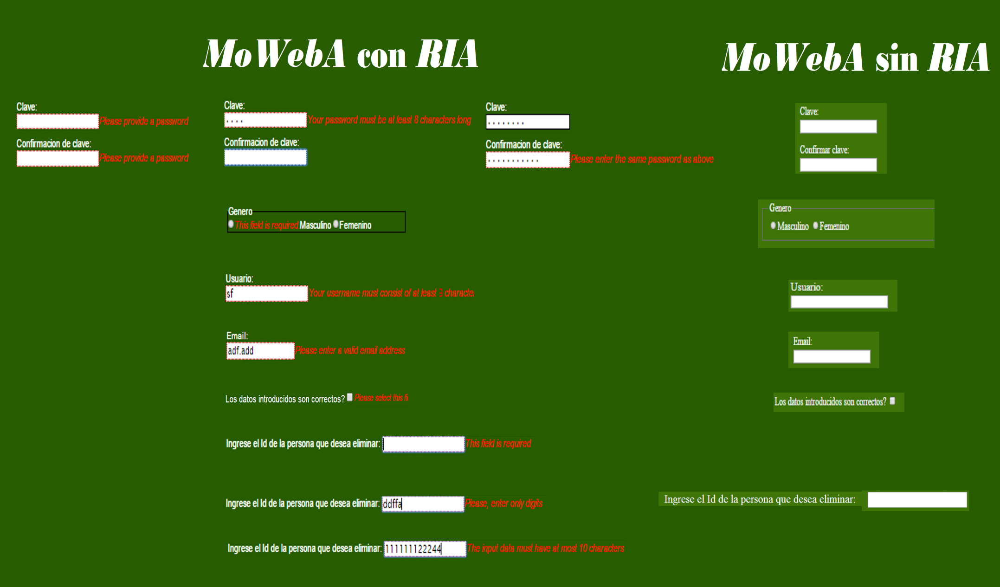 MoWebA con RIA
MoWebA sin RIA
Clave:
Please provide a password
Confirmacion de clave:
Please provide a password
Clave:
....
Your password must be at least 8 characters long
Confirmacion de clave:
Clave:
........
Confirmacion de clave:
...........
Please enter the same password as above
Clave:
Confirmar clave:
Genero
This field is required Masculino Femenino
Genero
Masculino Femenino
Usuario:
sf Your username must consist of at least 3 character
Usuario:
Email:
adf.add Please enter a valid email address
Email:
Los datos introducidos son correctos? Please select this fi
Los datos introducidos son correctos?
Ingrese el Id de la persona que desea eliminar: This field is required
Ingrese el Id de la persona que desea eliminar: ddffa Please, enter only digits
Ingrese el Id de la persona que desea eliminar:
Ingrese el Id de la persona que desea eliminar: 111111122244 The input data must have at most 10 characters